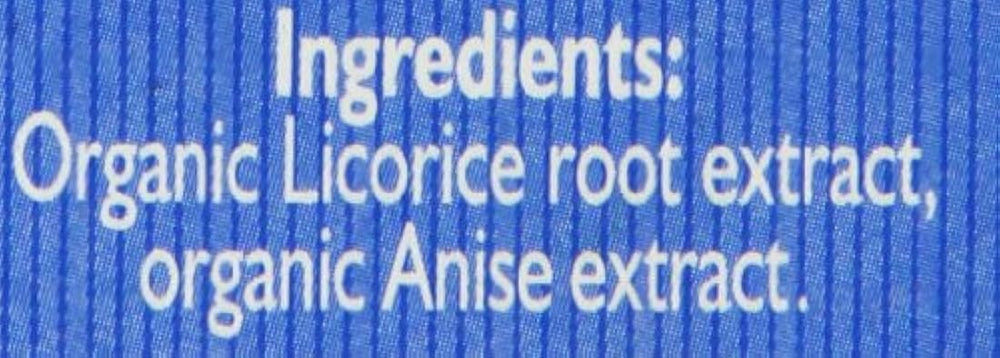 Ingredients:
Organic Licorice root extract,
organic Anise extract.